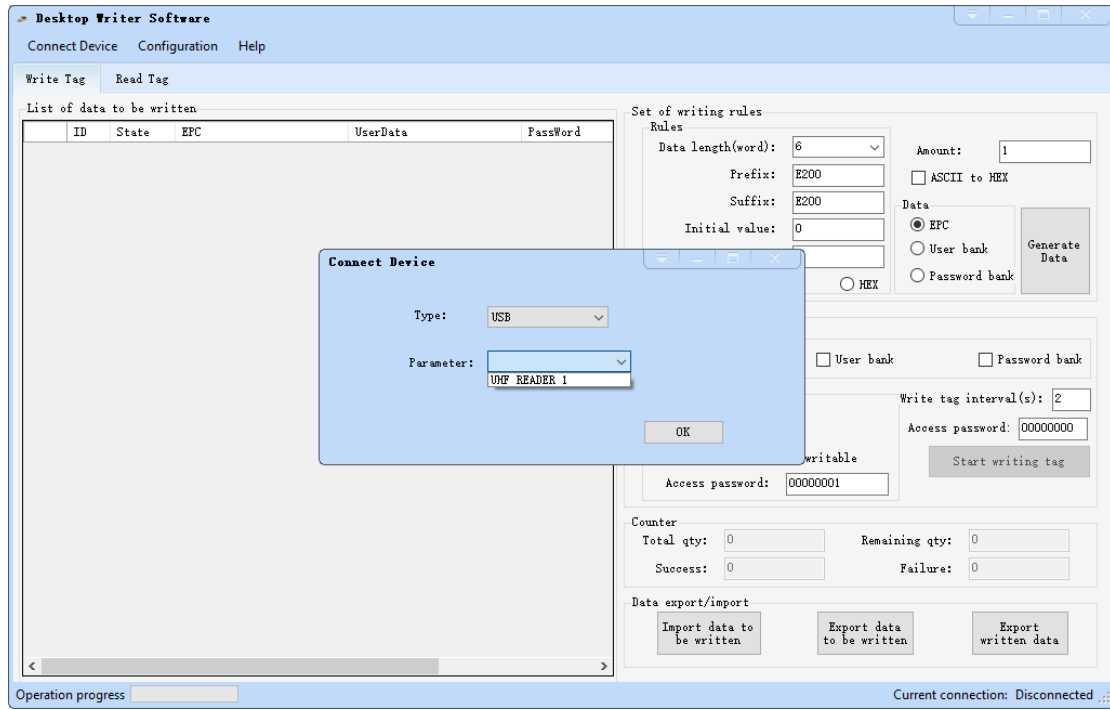 Desktop Writer Software
Connect Device Configuration Help
Write Tag Read Tag
List of data to be written
ID State EPC UserData PassWord
Set of writing rules
Rules
Data length(word): 6
Prefix: E200
Suffix: E200
Initial value: 0
HEX
Amount: 1
ASCII to HEX
Data
EPC
User bank
Password bank
Generate
Data
Connect Device
Type: USB
Parameter:
UHF READER 1
OK
User bank Password bank
Write tag interval(s): 2
Access password: 00000000
writable
Start writing tag
Access password: 00000001
Counter
Total qty: 0 Remaining qty: 0
Success: 0 Failure: 0
Data export/import
Import data to
be written
Export data
to be written
Export
written data
Operation progress
Current connection: Disconnected